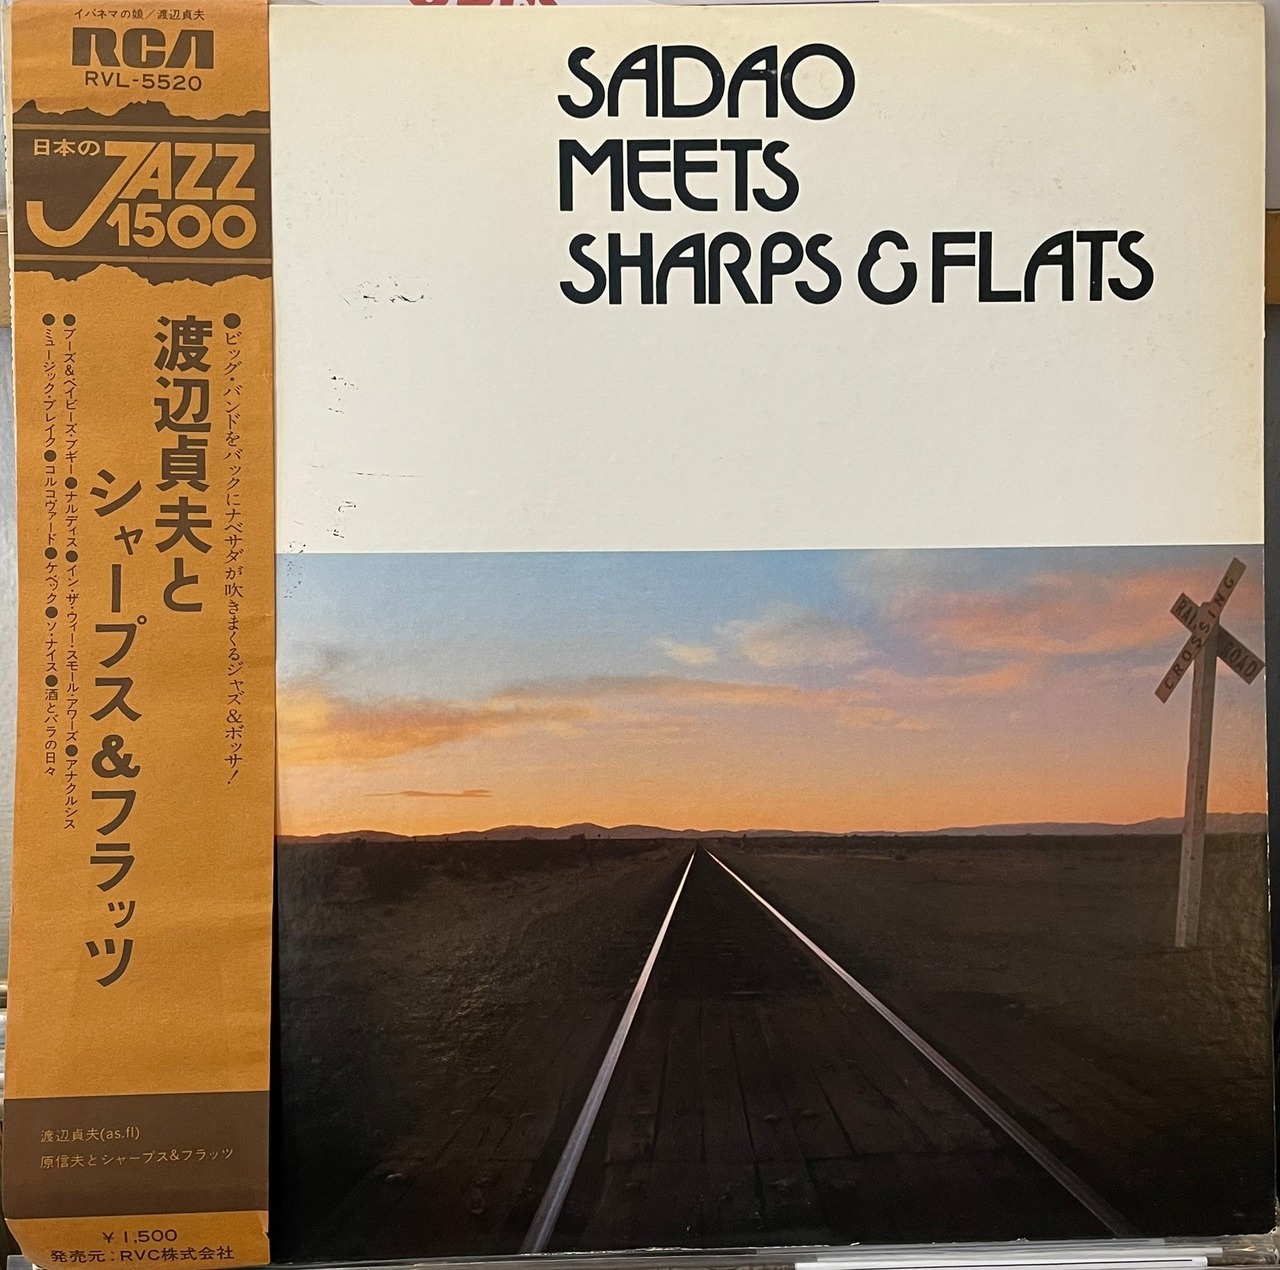 イパネマの娘／渡辺貞夫
RCA
RVL-5520
日本の
JAZZ
1500
●ビッグ・バンドをバックにナベサダが吹きまくるジャズ&ボッサ！
渡辺貞夫と
シャープス&フラッツ
●ブーズ&ベイビーズ・ブギー●ナルディス●イン・ザ・ウィー・スモール・アワーズ●アナクルシス
●ミュージック・ブレイク●コルコヴァード●ケベック●ソ・ナイス●酒とバラの日々
渡辺貞夫(as.fl)
原信夫とシャープス&フラッツ
¥1,500
発売元：RVC株式会社
SADAO
MEETS
SHARPS & FLATS
RAIL ROAD
CROSSING